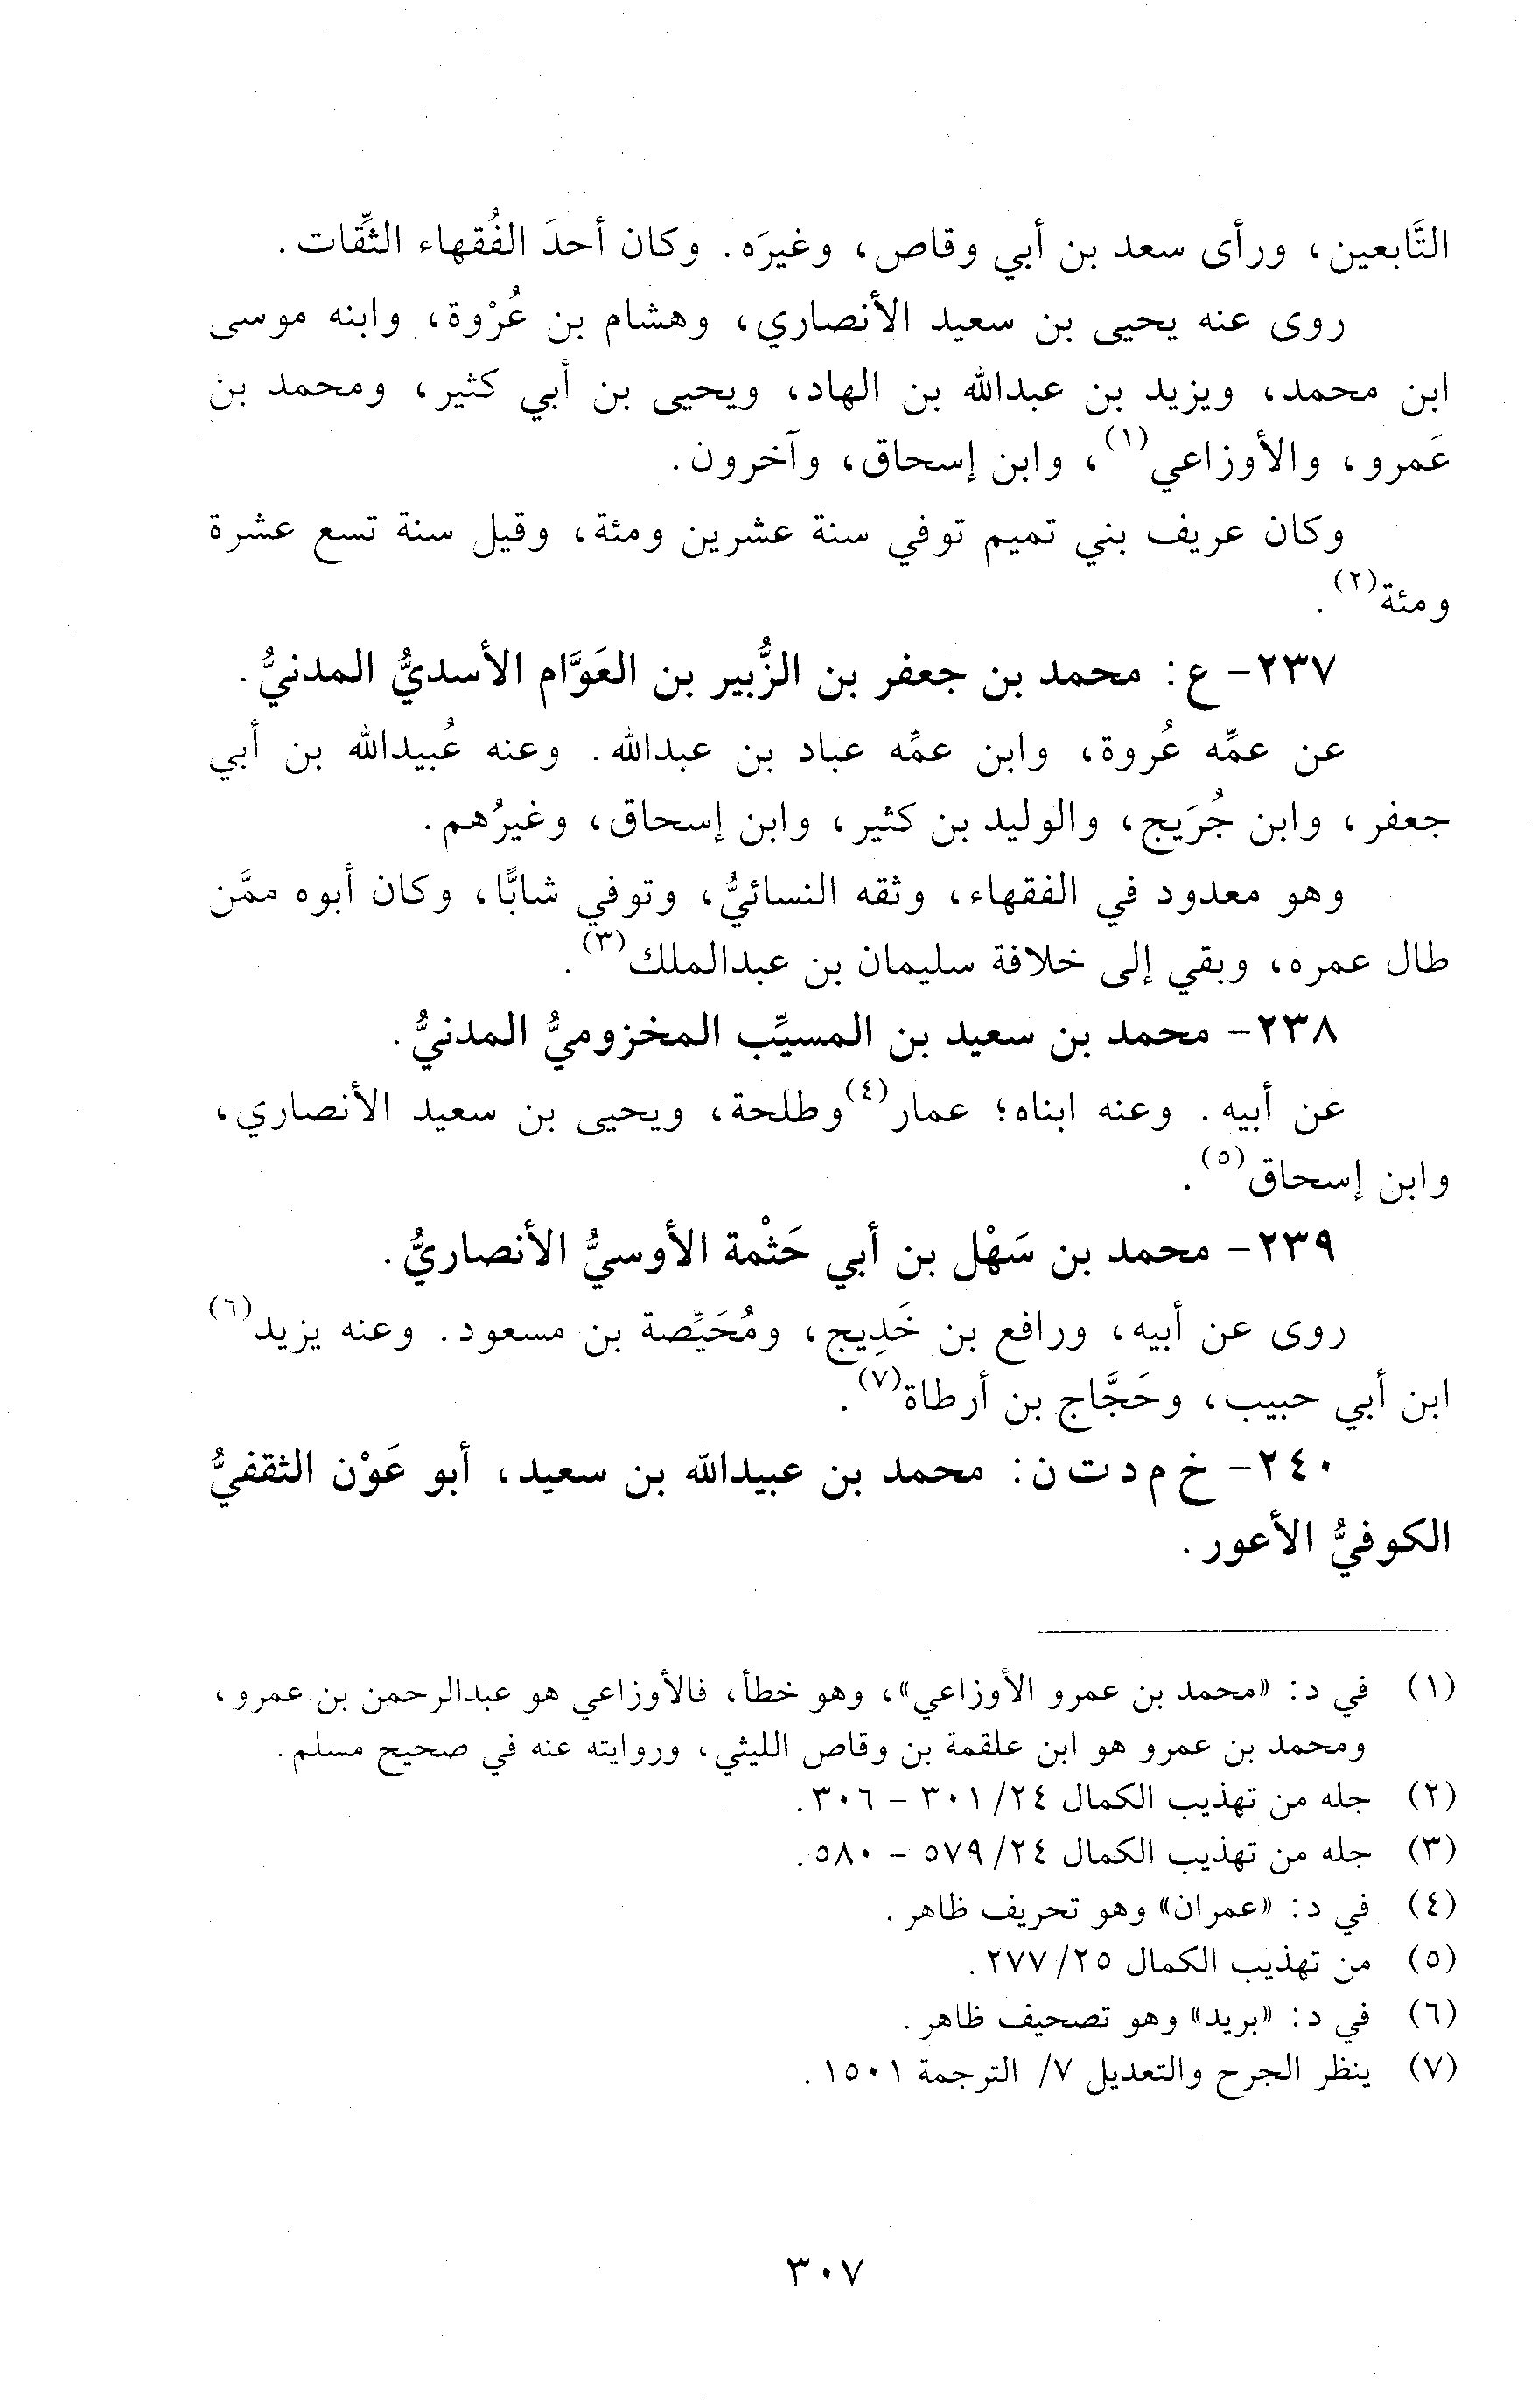 التَّابعين، ورأى سعد بن أبي وقاص، وغيرَه. وكان أحدَ الفُقهاء الثِّقات.
روى عنه يحيى بن سعيد الأنصاري، وهشام بن عُرْوة، وابنه موسى
ابن محمد، ويزيد بن عبدالله بن الهاد، ويحيى بن أبي كثير، ومحمد بن
عَمرو، والأوزاعي(١)، وابن إسحاق، وآخرون.
وكان عريف بني تميم توفي سنة عشرين ومئة، وقيل سنة تسع عشرة
ومئة(٢).
٢٣٧- ع: محمد بن جعفر بن الزُّبير بن العَوَّام الأسديُّ المدنيُّ.
عن عمِّه عُروة، وابن عمِّه عباد بن عبدالله. وعنه عُبيدالله بن أبي
جعفر، وابن جُرَيج، والوليد بن كثير، وابن إسحاق، وغيرُهم.
وهو معدود في الفقهاء، وثقه النسائيُّ، وتوفي شابًّا، وكان أبوه ممَّن
طال عمره، وبقي إلى خلافة سليمان بن عبدالملك(٣).
٢٣٨- محمد بن سعيد بن المسيِّب المخزوميُّ المدنيُّ.
عن أبيه. وعنه ابناه؛ عمار(٤) وطلحة، ويحيى بن سعيد الأنصاري،
وابن إسحاق(٥).
٢٣٩- محمد بن سَهْل بن أبي حَثْمة الأوسيُّ الأنصاريُّ.
روى عن أبيه، ورافع بن خَدِيج، ومُحَيِّصة بن مسعود. وعنه يزيد(٦)
ابن أبي حبيب، وحَجَّاج بن أرطاة(٧).
٢٤٠- خ م د ت ن: محمد بن عبيدالله بن سعيد، أبو عَوْن الثقفيُّ
الكوفيُّ الأعور.
(١) في د: «محمد بن عمرو الأوزاعي»، وهو خطأ، فالأوزاعي هو عبدالرحمن بن عمرو،
ومحمد بن عمرو هو ابن علقمة بن وقاص الليثي، وروايته عنه في صحيح مسلم.
(٢) جله من تهذيب الكمال ٢٤/ ٣٠١ - ٣٠٦.
(٣) جله من تهذيب الكمال ٢٤/ ٥٧٩ - ٥٨٠.
(٤) في د: «عمران» وهو تحريف ظاهر.
(٥) من تهذيب الكمال ٢٥/ ٢٧٧.
(٦) في د: «بريد» وهو تصحيف ظاهر.
(٧) ينظر الجرح والتعديل ٧/ الترجمة ١٥٠١.
٣٠٧